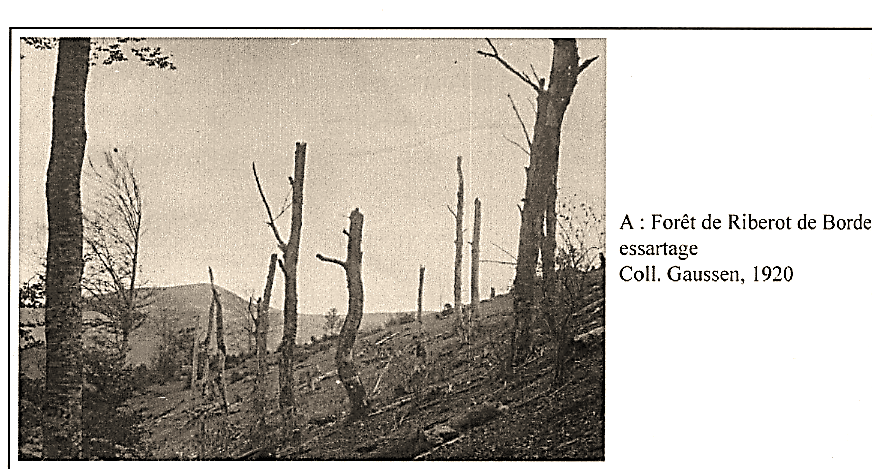 A : Forêt de Riberot de Borde
essartage
Coll. Gaussen, 1920